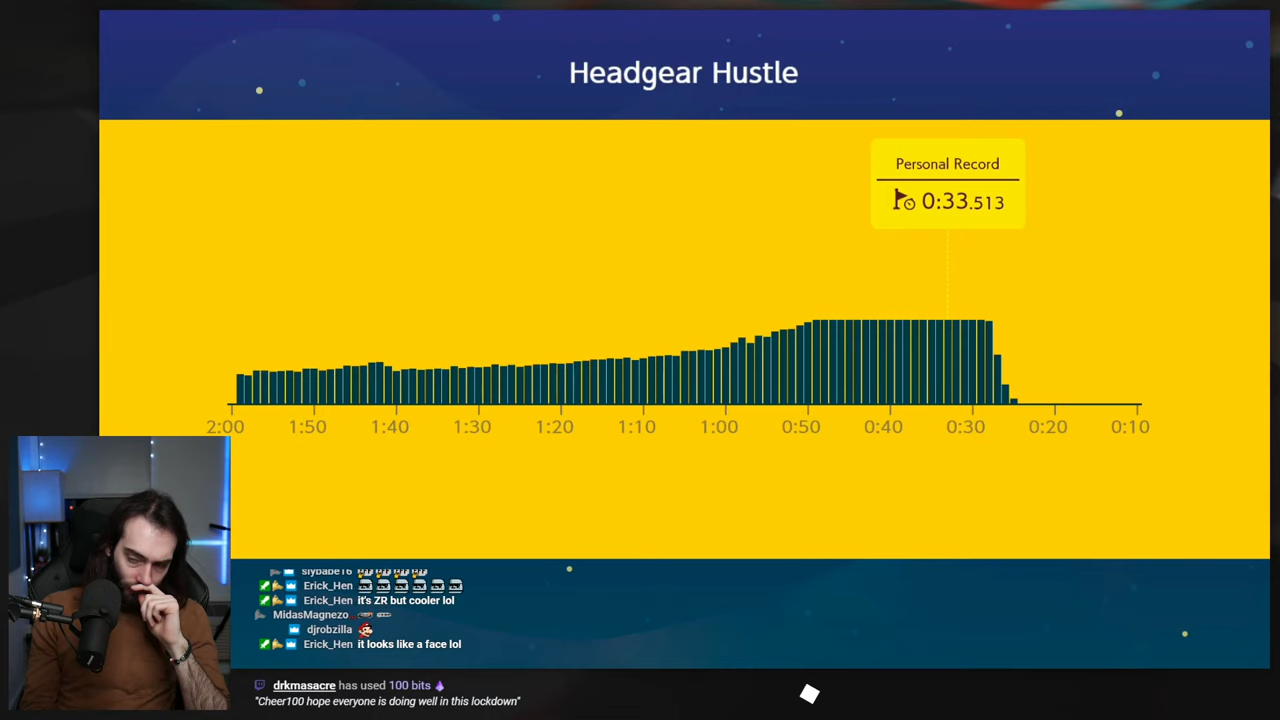 Headgear Hustle
Personal Record
0:33.513
2:00 1:50 1:40 1:30 1:20 1:10 1:00 0:50 0:40 0:30 0:20 0:10
slybabe16
Erick_Hen
Erick_Hen it's ZR but cooler lol
MidasMagnezo
djrobzilla
Erick_Hen it looks like a face lol
drkmasacre has used 100 bits
"Cheer100 hope everyone is doing well in this lockdown"